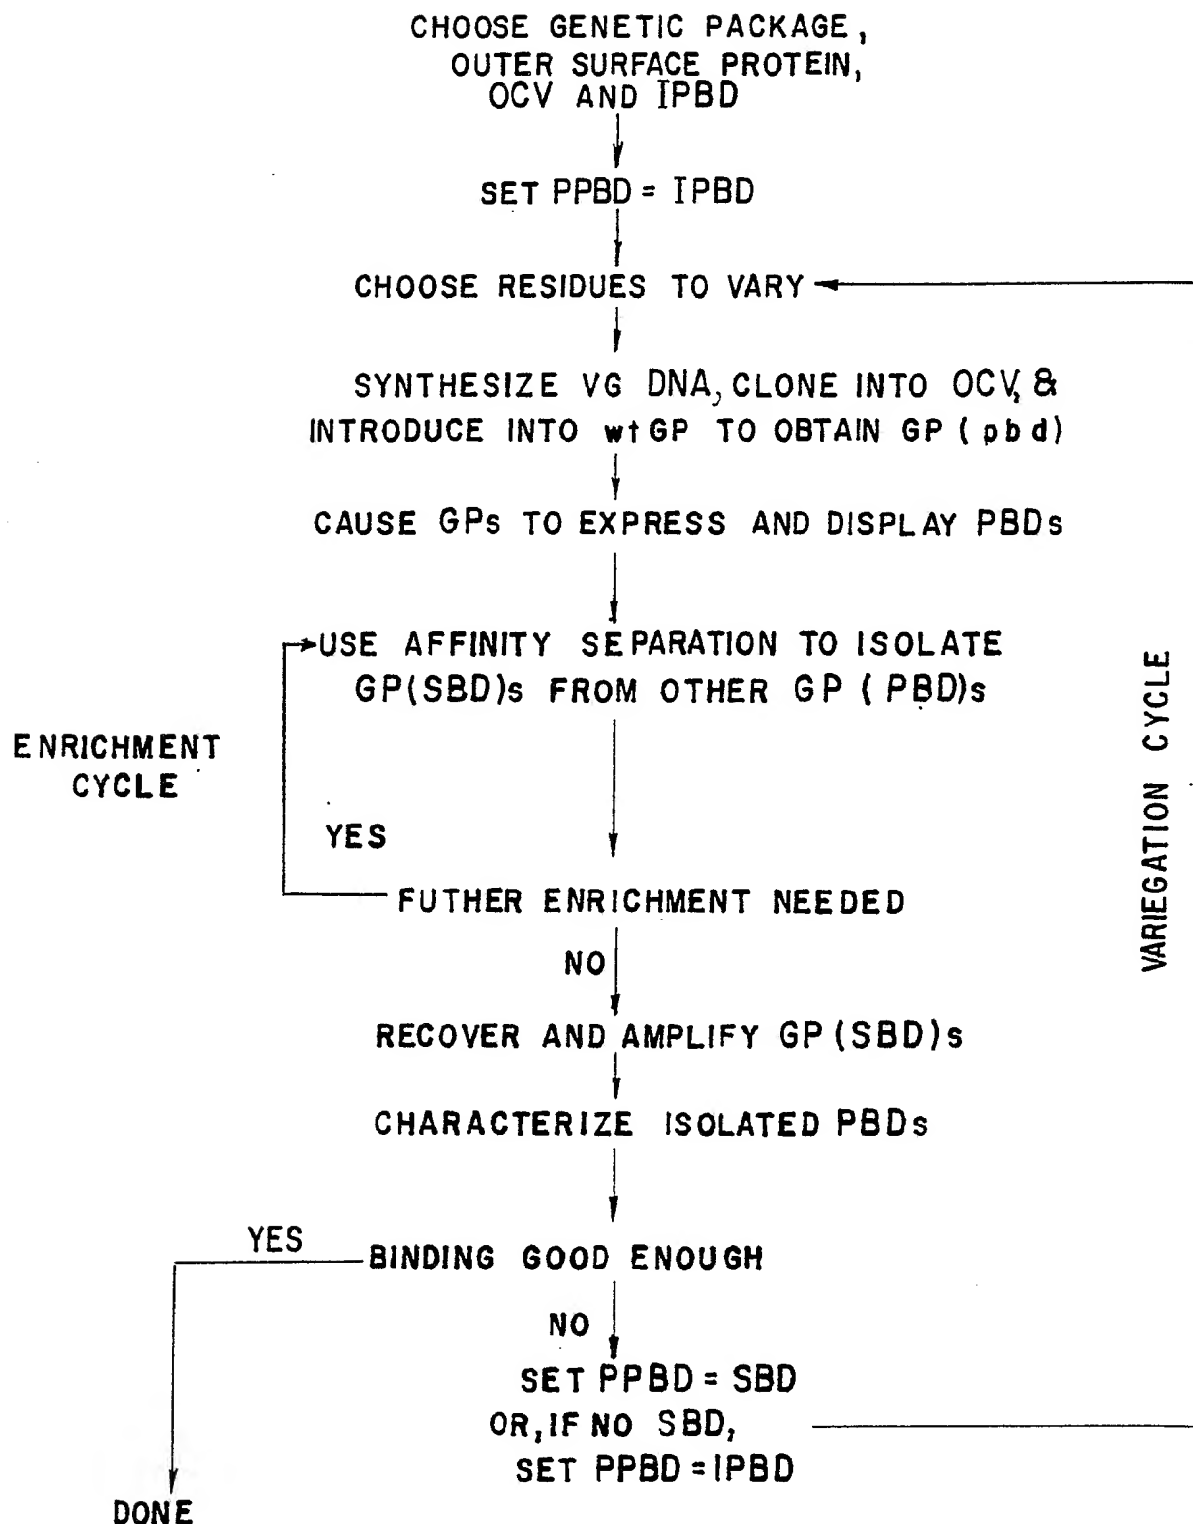 CHOOSE GENETIC PACKAGE,
OUTER SURFACE PROTEIN,
OCV AND IPBD
SET PPBD = IPBD
CHOOSE RESIDUES TO VARY
SYNTHESIZE VG DNA, CLONE INTO OCV, &
INTRODUCE INTO wtGP TO OBTAIN GP (pbd)
CAUSE GPs TO EXPRESS AND DISPLAY PBDs
USE AFFINITY SEPARATION TO ISOLATE
GP(SBD)s FROM OTHER GP (PBD)s
ENRICHMENT
CYCLE
VARIEGATION CYCLE
YES
FUTHER ENRICHMENT NEEDED
NO
RECOVER AND AMPLIFY GP (SBD)s
CHARACTERIZE ISOLATED PBDs
YES
BINDING GOOD ENOUGH
NO
SET PPBD = SBD
OR, IF NO SBD,
SET PPBD = IPBD
DONE